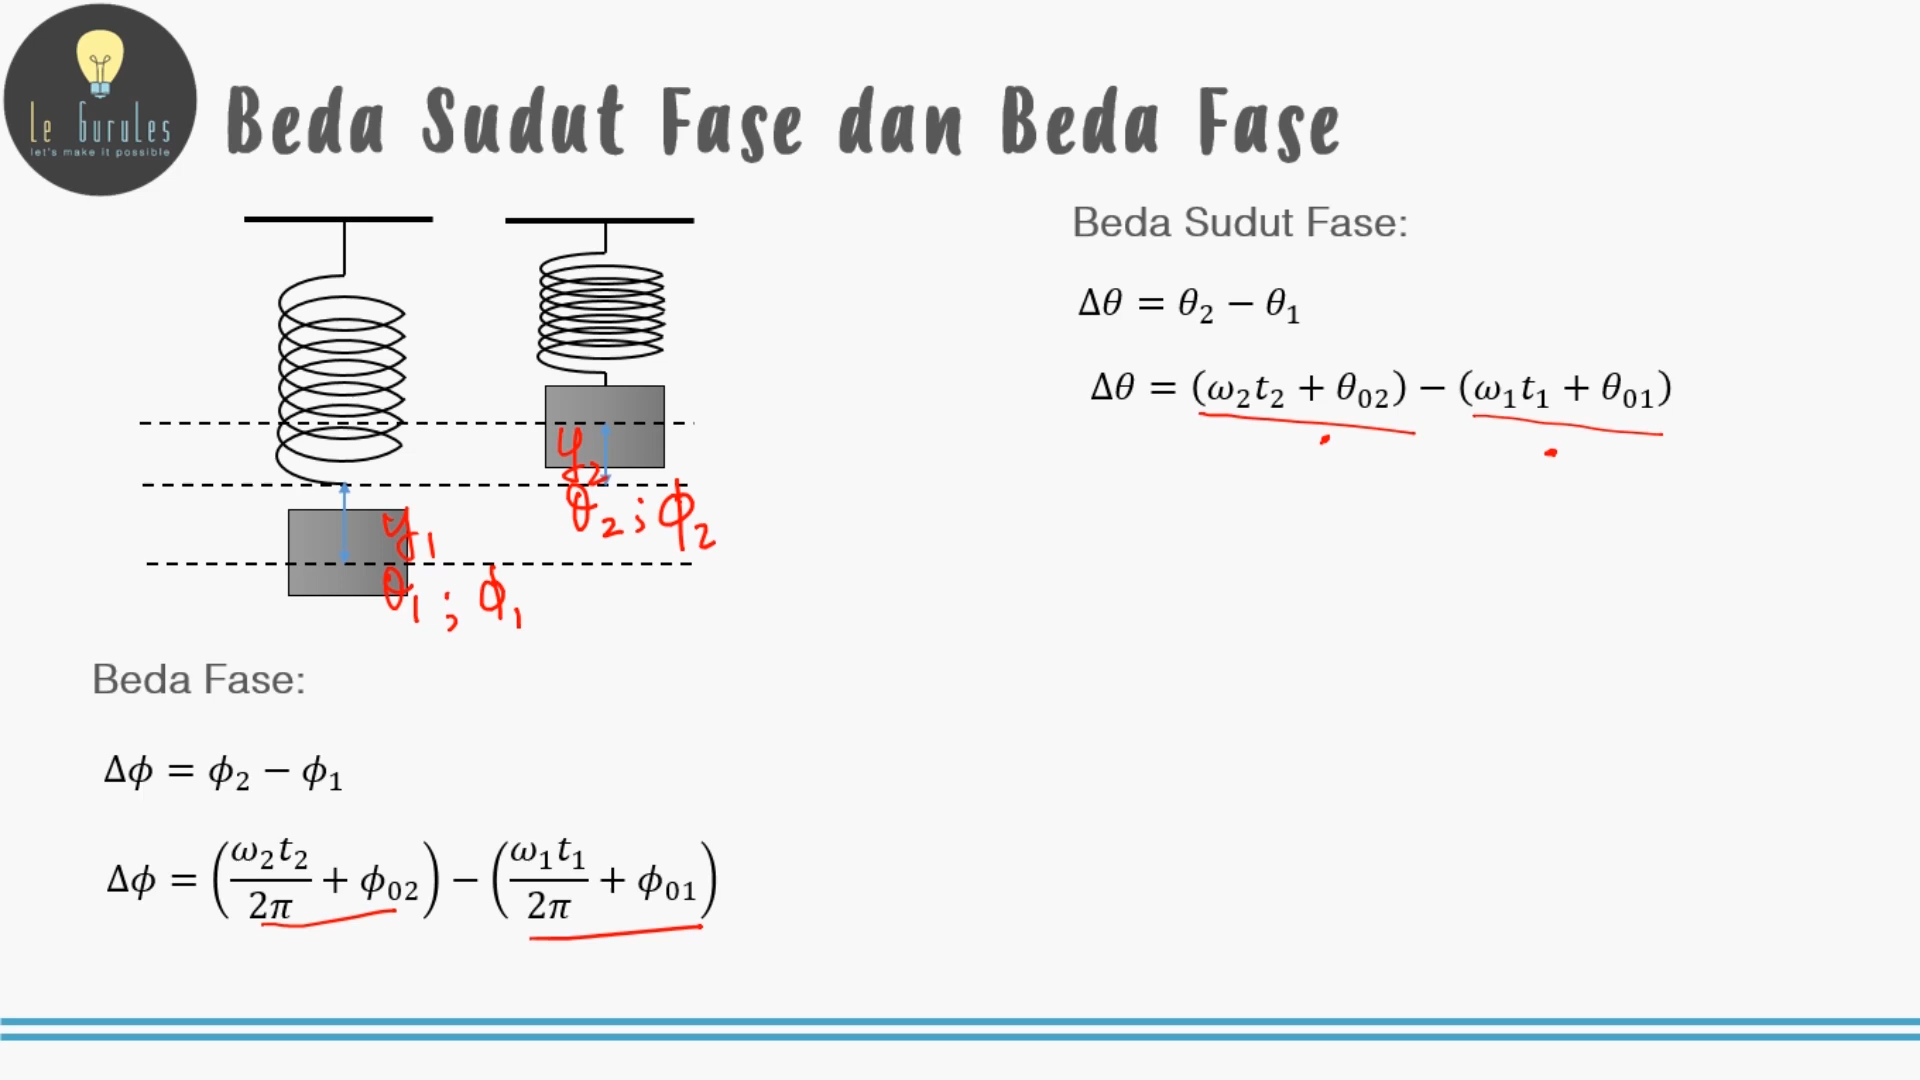 Le Burules
let's make it possible
Beda Sudut Fase dan Beda Fase
Beda Sudut Fase:
Δθ = θ₂ − θ₁
Δθ = (ω₂t₂ + θ₀₂) − (ω₁t₁ + θ₀₁)
y₂
θ₂ ; ϕ₂
y₁
θ₁ ; ϕ₁
Beda Fase:
Δϕ = ϕ₂ − ϕ₁
Δϕ = (ω₂t₂/2π + ϕ₀₂) − (ω₁t₁/2π + ϕ₀₁)